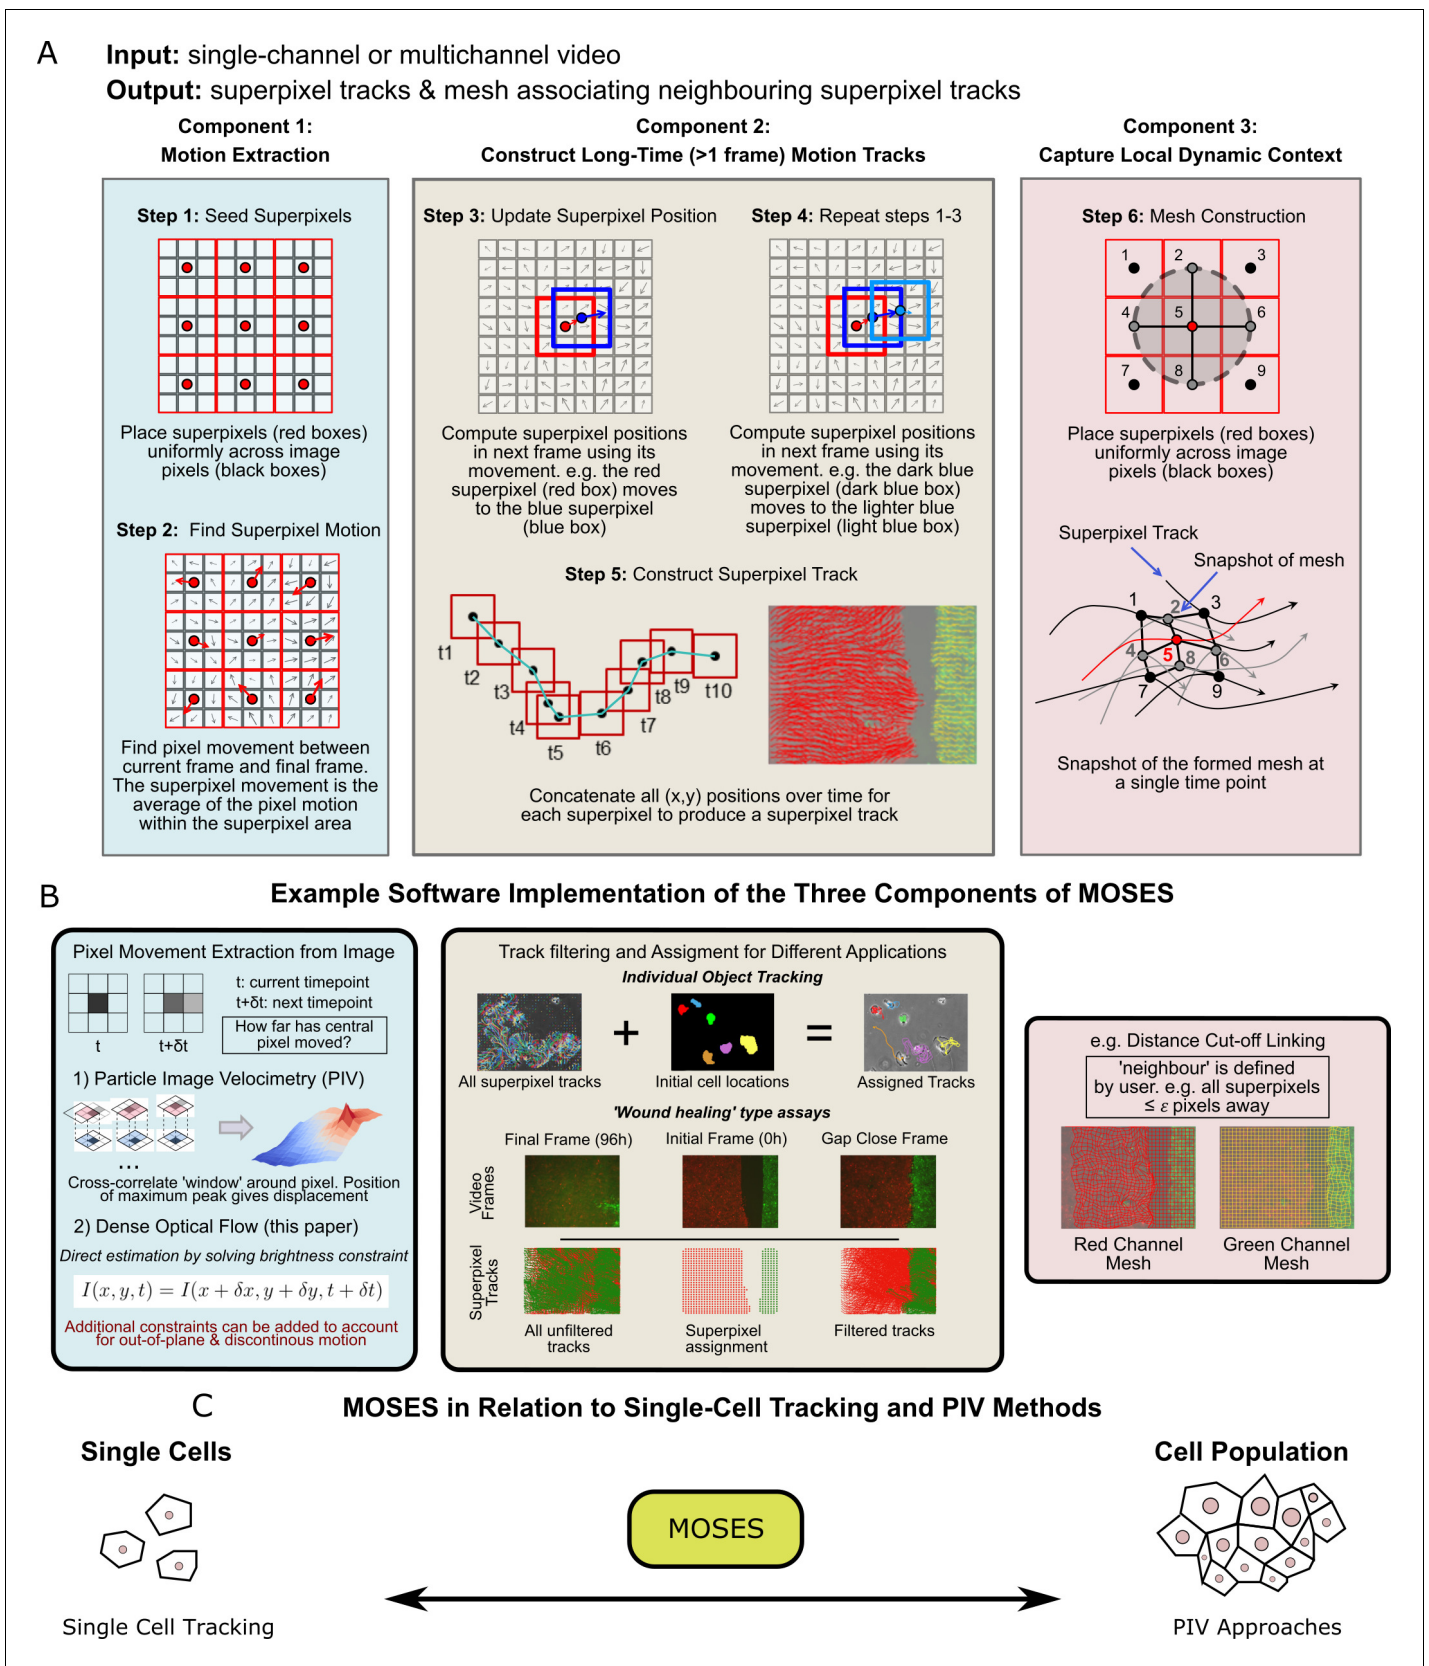 A
Input: single-channel or multichannel video
Output: superpixel tracks & mesh associating neighbouring superpixel tracks
Component 1:
Motion Extraction
Step 1: Seed Superpixels
Place superpixels (red boxes)
uniformly across image
pixels (black boxes)
Step 2: Find Superpixel Motion
Find pixel movement between
current frame and final frame.
The superpixel movement is the
average of the pixel motion
within the superpixel area
Component 2:
Construct Long-Time (>1 frame) Motion Tracks
Step 3: Update Superpixel Position
Compute superpixel positions
in next frame using its
movement. e.g. the red
superpixel (red box) moves
to the blue superpixel
(blue box)
Step 4: Repeat steps 1-3
Compute superpixel positions
in next frame using its
movement. e.g. the dark blue
superpixel (dark blue box)
moves to the lighter blue
superpixel (light blue box)
Step 5: Construct Superpixel Track
t1
t2
t3
t4
t5
t6
t7
t8
t9
t10
Concatenate all (x,y) positions over time for
each superpixel to produce a superpixel track
Component 3:
Capture Local Dynamic Context
Step 6: Mesh Construction
1 2 3
4 5 6
7 8 9
Place superpixels (red boxes)
uniformly across image
pixels (black boxes)
Superpixel Track
Snapshot of mesh
1 2 3
4 5 8 6
7 9
Snapshot of the formed mesh at
a single time point
B
Example Software Implementation of the Three Components of MOSES
Pixel Movement Extraction from Image
t: current timepoint
t+δt: next timepoint
How far has central
pixel moved?
t t+δt
1) Particle Image Velocimetry (PIV)
...
Cross-correlate 'window' around pixel. Position
of maximum peak gives displacement
2) Dense Optical Flow (this paper)
Direct estimation by solving brightness constraint
I(x, y, t) = I(x + δx, y + δy, t + δt)
Additional constraints can be added to account
for out-of-plane & discontinous motion
Track filtering and Assigment for Different Applications
Individual Object Tracking
+ =
All superpixel tracks Initial cell locations Assigned Tracks
'Wound healing' type assays
Final Frame (96h) Initial Frame (0h) Gap Close Frame
Video
Frames
Superpixel
Tracks
All unfiltered
tracks
Superpixel
assignment
Filtered tracks
e.g. Distance Cut-off Linking
'neighbour' is defined
by user. e.g. all superpixels
≤ ε pixels away
Red Channel
Mesh
Green Channel
Mesh
C
MOSES in Relation to Single-Cell Tracking and PIV Methods
Single Cells
Cell Population
MOSES
Single Cell Tracking
PIV Approaches